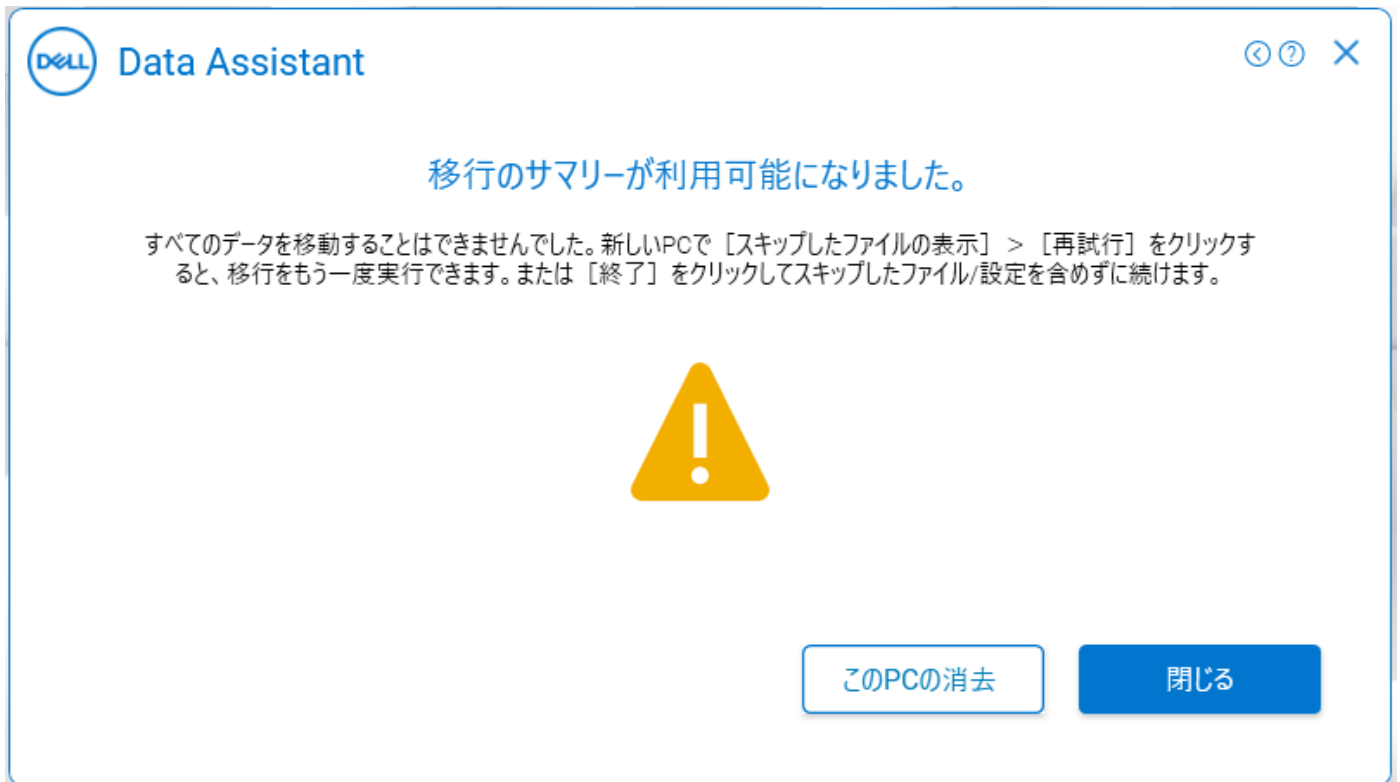 DELL
Data Assistant
移行のサマリーが利用可能になりました。
すべてのデータを移動することはできませんでした。新しいPCで［スキップしたファイルの表示］＞［再試行］をクリックす
ると、移行をもう一度実行できます。または［終了］をクリックしてスキップしたファイル/設定を含めずに続けます。
このPCの消去
閉じる